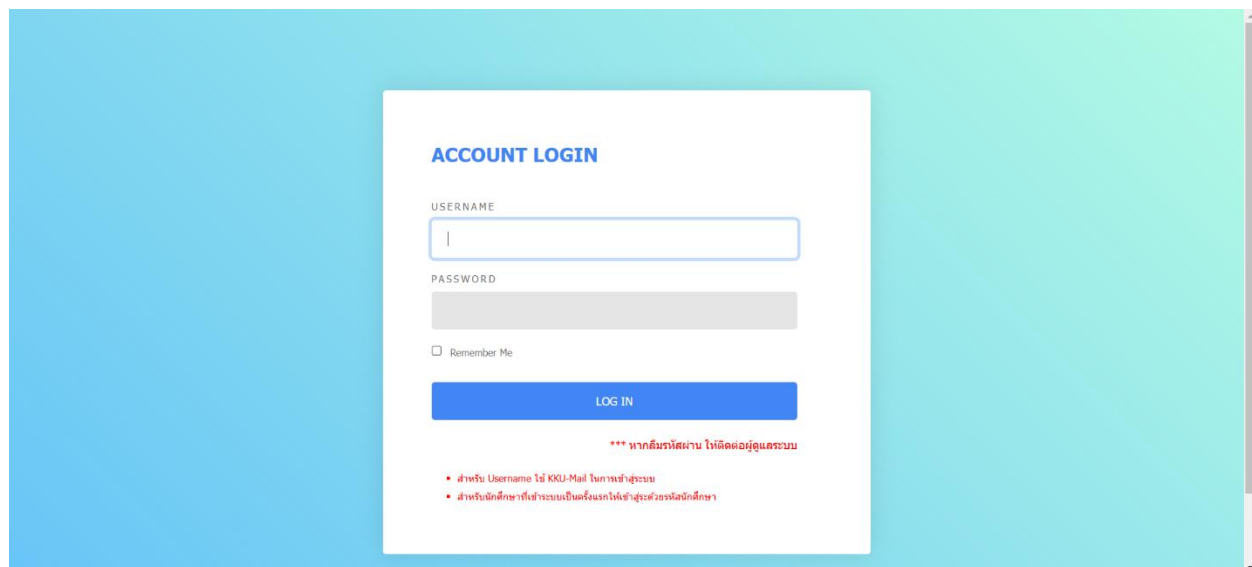 ACCOUNT LOGIN
USERNAME
PASSWORD
Remember Me
LOG IN
*** หากลืมรหัสผ่าน ให้ติดต่อผู้ดูแลระบบ
สำหรับ Username ใช้ KKU-Mail ในการเข้าสู่ระบบ
สำหรับนักศึกษาที่เข้าระบบเป็นครั้งแรกให้เข้าสู่ระด้วยรหัสนักศึกษา